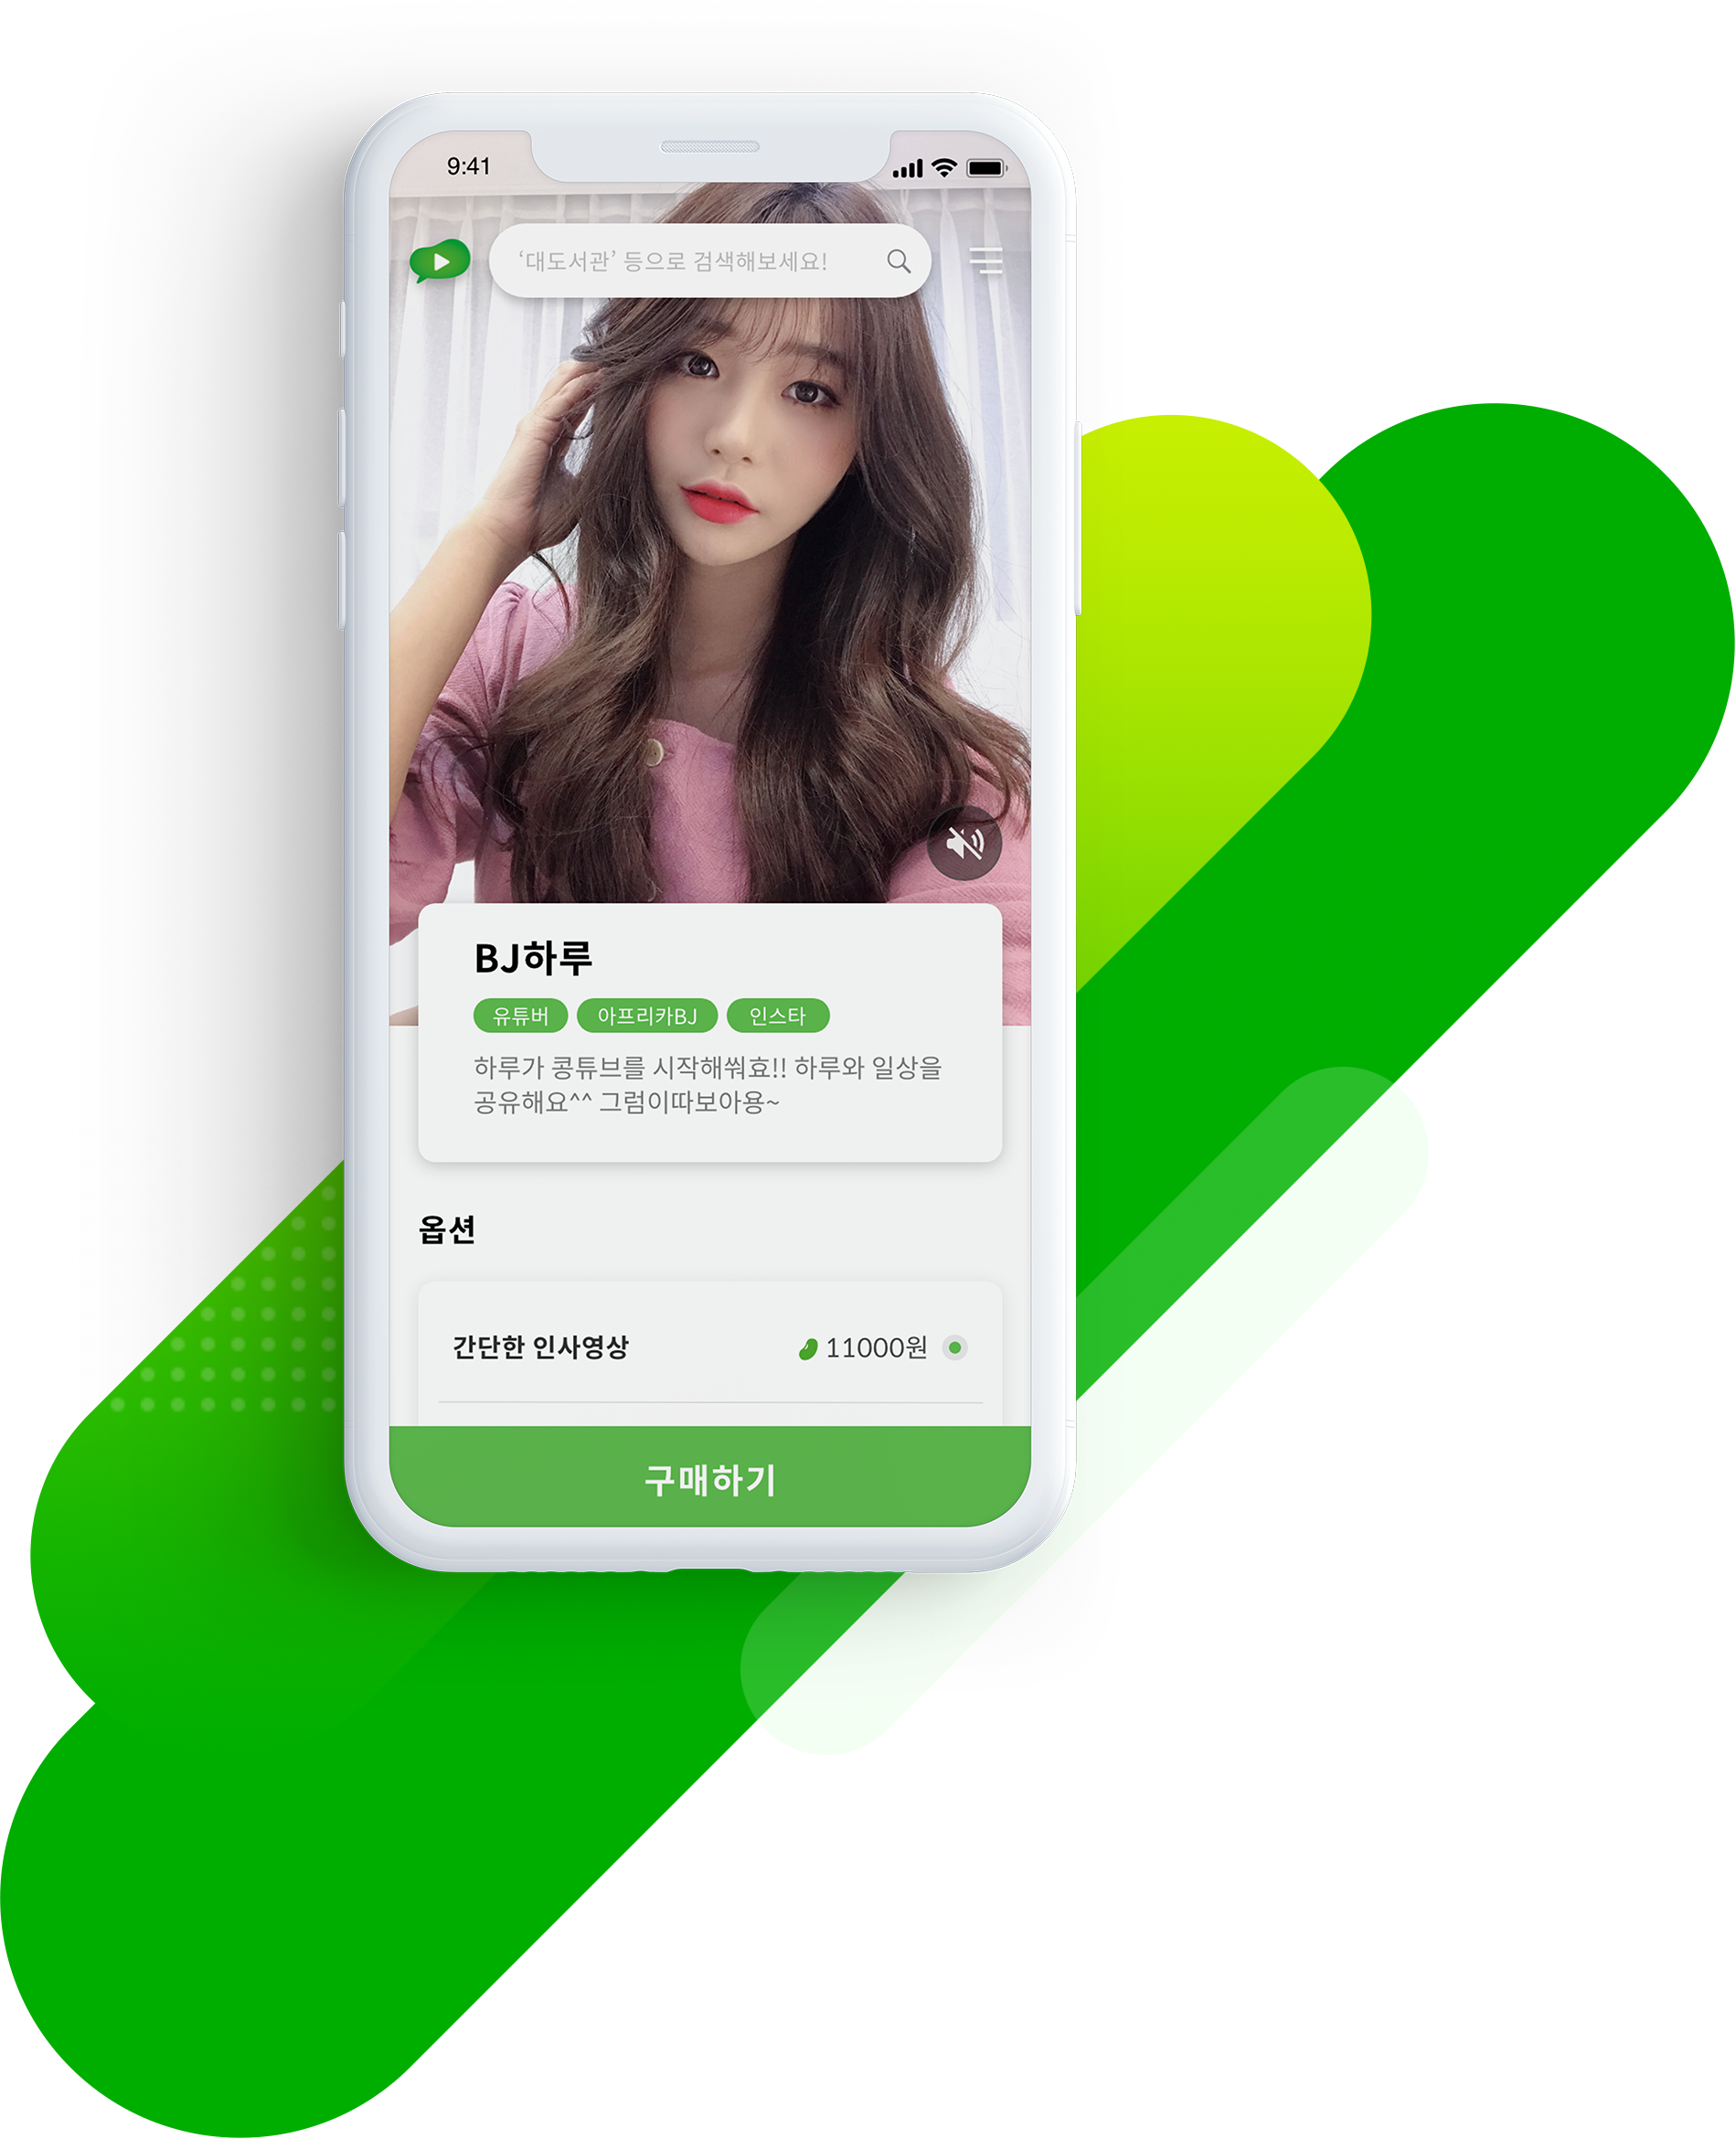 9:41
‘대도서관’ 등으로 검색해보세요!
BJ하루
유튜버 아프리카BJ 인스타
하루가 콩튜브를 시작해쒀효!! 하루와 일상을
공유해요^^ 그럼이따보아용~
옵션
간단한 인사영상 11000원
구매하기